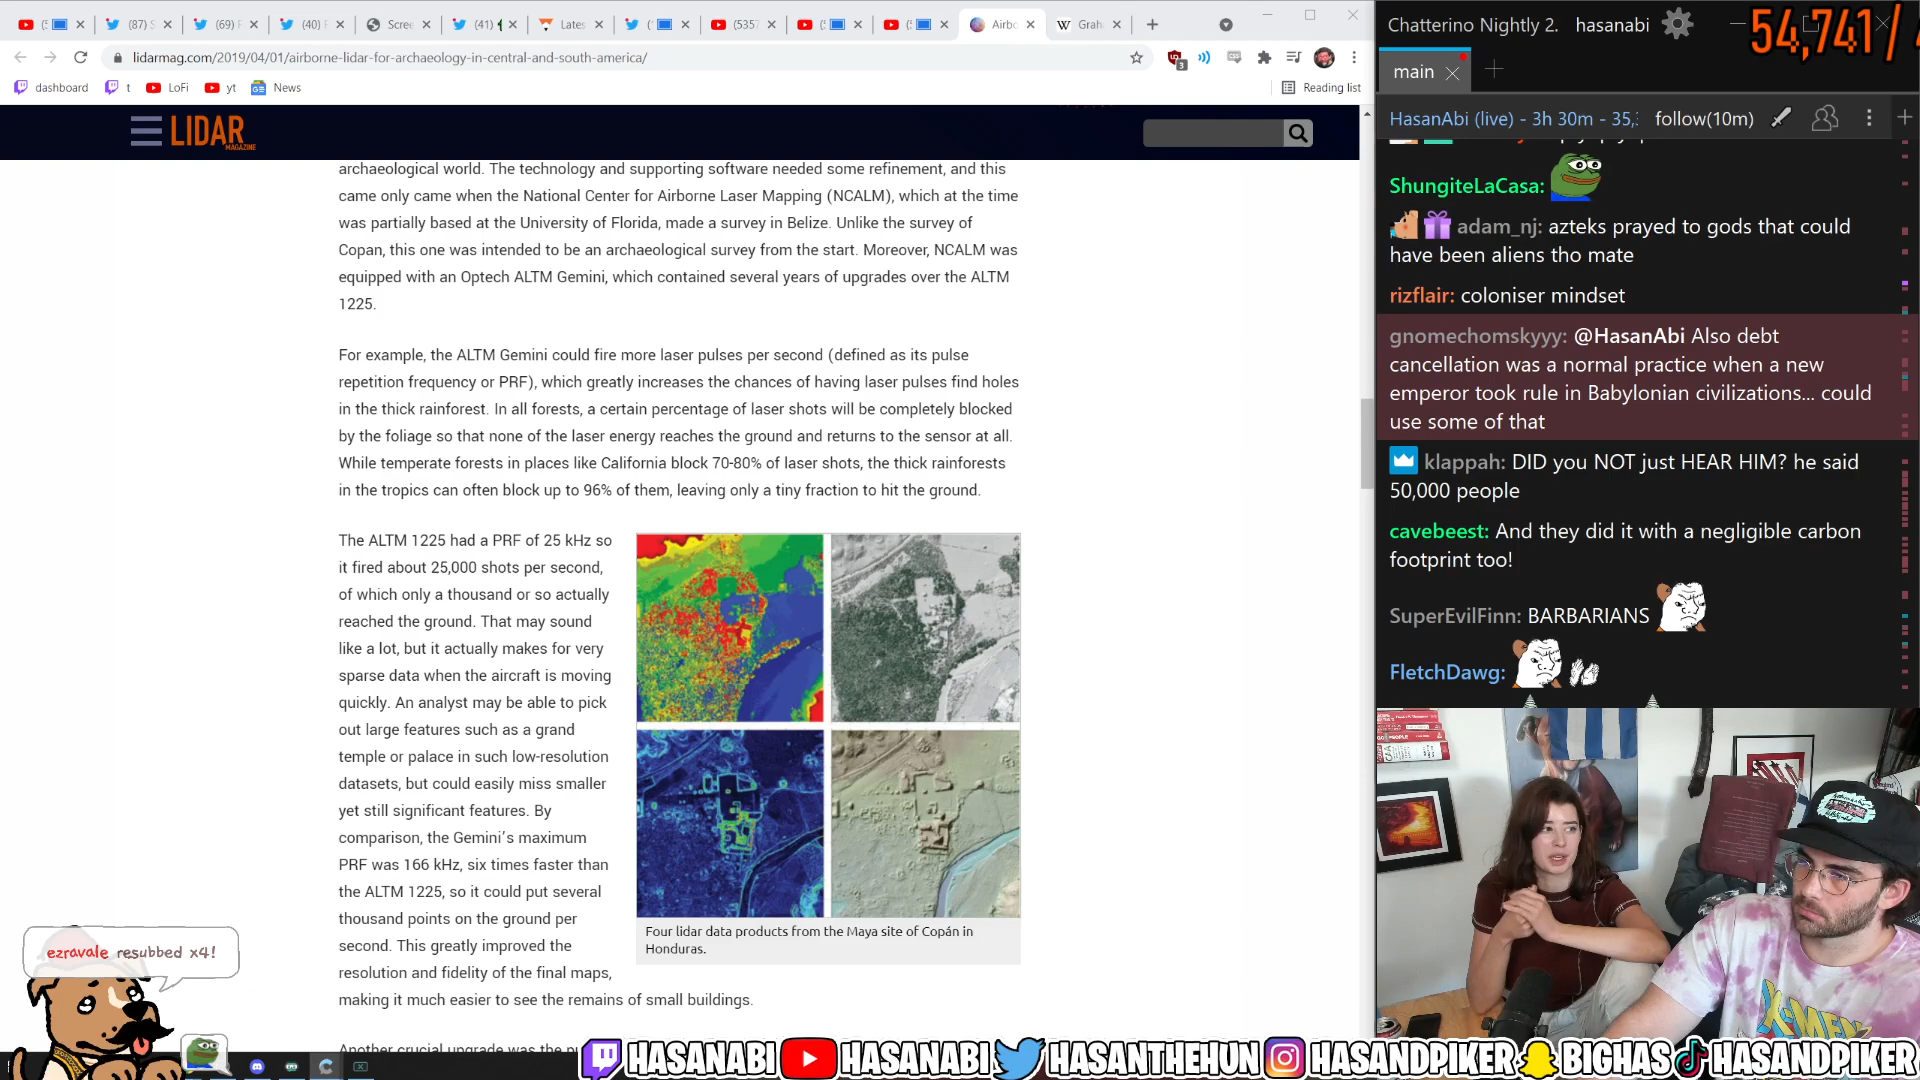 (87) S
(69) F
(40) F
Scree
(41)
Lates
(535
Airbo
Grah
lidarmag.com/2019/04/01/airborne-lidar-for-archaeology-in-central-and-south-america/
3
dashboard
t
LoFi
yt
News
Reading list
LIDAR
MAGAZINE
archaeological world. The technology and supporting software needed some refinement, and this
came only came when the National Center for Airborne Laser Mapping (NCALM), which at the time
was partially based at the University of Florida, made a survey in Belize. Unlike the survey of
Copan, this one was intended to be an archaeological survey from the start. Moreover, NCALM was
equipped with an Optech ALTM Gemini, which contained several years of upgrades over the ALTM
1225.
For example, the ALTM Gemini could fire more laser pulses per second (defined as its pulse
repetition frequency or PRF), which greatly increases the chances of having laser pulses find holes
in the thick rainforest. In all forests, a certain percentage of laser shots will be completely blocked
by the foliage so that none of the laser energy reaches the ground and returns to the sensor at all.
While temperate forests in places like California block 70-80% of laser shots, the thick rainforests
in the tropics can often block up to 96% of them, leaving only a tiny fraction to hit the ground.
The ALTM 1225 had a PRF of 25 kHz so
it fired about 25,000 shots per second,
of which only a thousand or so actually
reached the ground. That may sound
like a lot, but it actually makes for very
sparse data when the aircraft is moving
quickly. An analyst may be able to pick
out large features such as a grand
temple or palace in such low-resolution
datasets, but could easily miss smaller
yet still significant features. By
comparison, the Gemini's maximum
PRF was 166 kHz, six times faster than
the ALTM 1225, so it could put several
thousand points on the ground per
second. This greatly improved the
resolution and fidelity of the final maps,
making it much easier to see the remains of small buildings.
Four lidar data products from the Maya site of Copán in
Honduras.
Another crucial upgrade was the pu
ezravale resubbed x4!
Chatterino Nightly 2.
hasanabi
54,741 /
main
HasanAbi (live) - 3h 30m - 35,
follow(10m)
ShungiteLaCasa:
adam_nj: azteks prayed to gods that could
have been aliens tho mate
rizflair: coloniser mindset
gnomechomskyyy: @HasanAbi Also debt
cancellation was a normal practice when a new
emperor took rule in Babylonian civilizations... could
use some of that
klappah: DID you NOT just HEAR HIM? he said
50,000 people
cavebeest: And they did it with a negligible carbon
footprint too!
SuperEvilFinn: BARBARIANS
FletchDawg:
X-MEN
HASANABI
HASANABI
HASANTHEHUN
HASANDPIKER
BIGHAS
HASANDPIKER